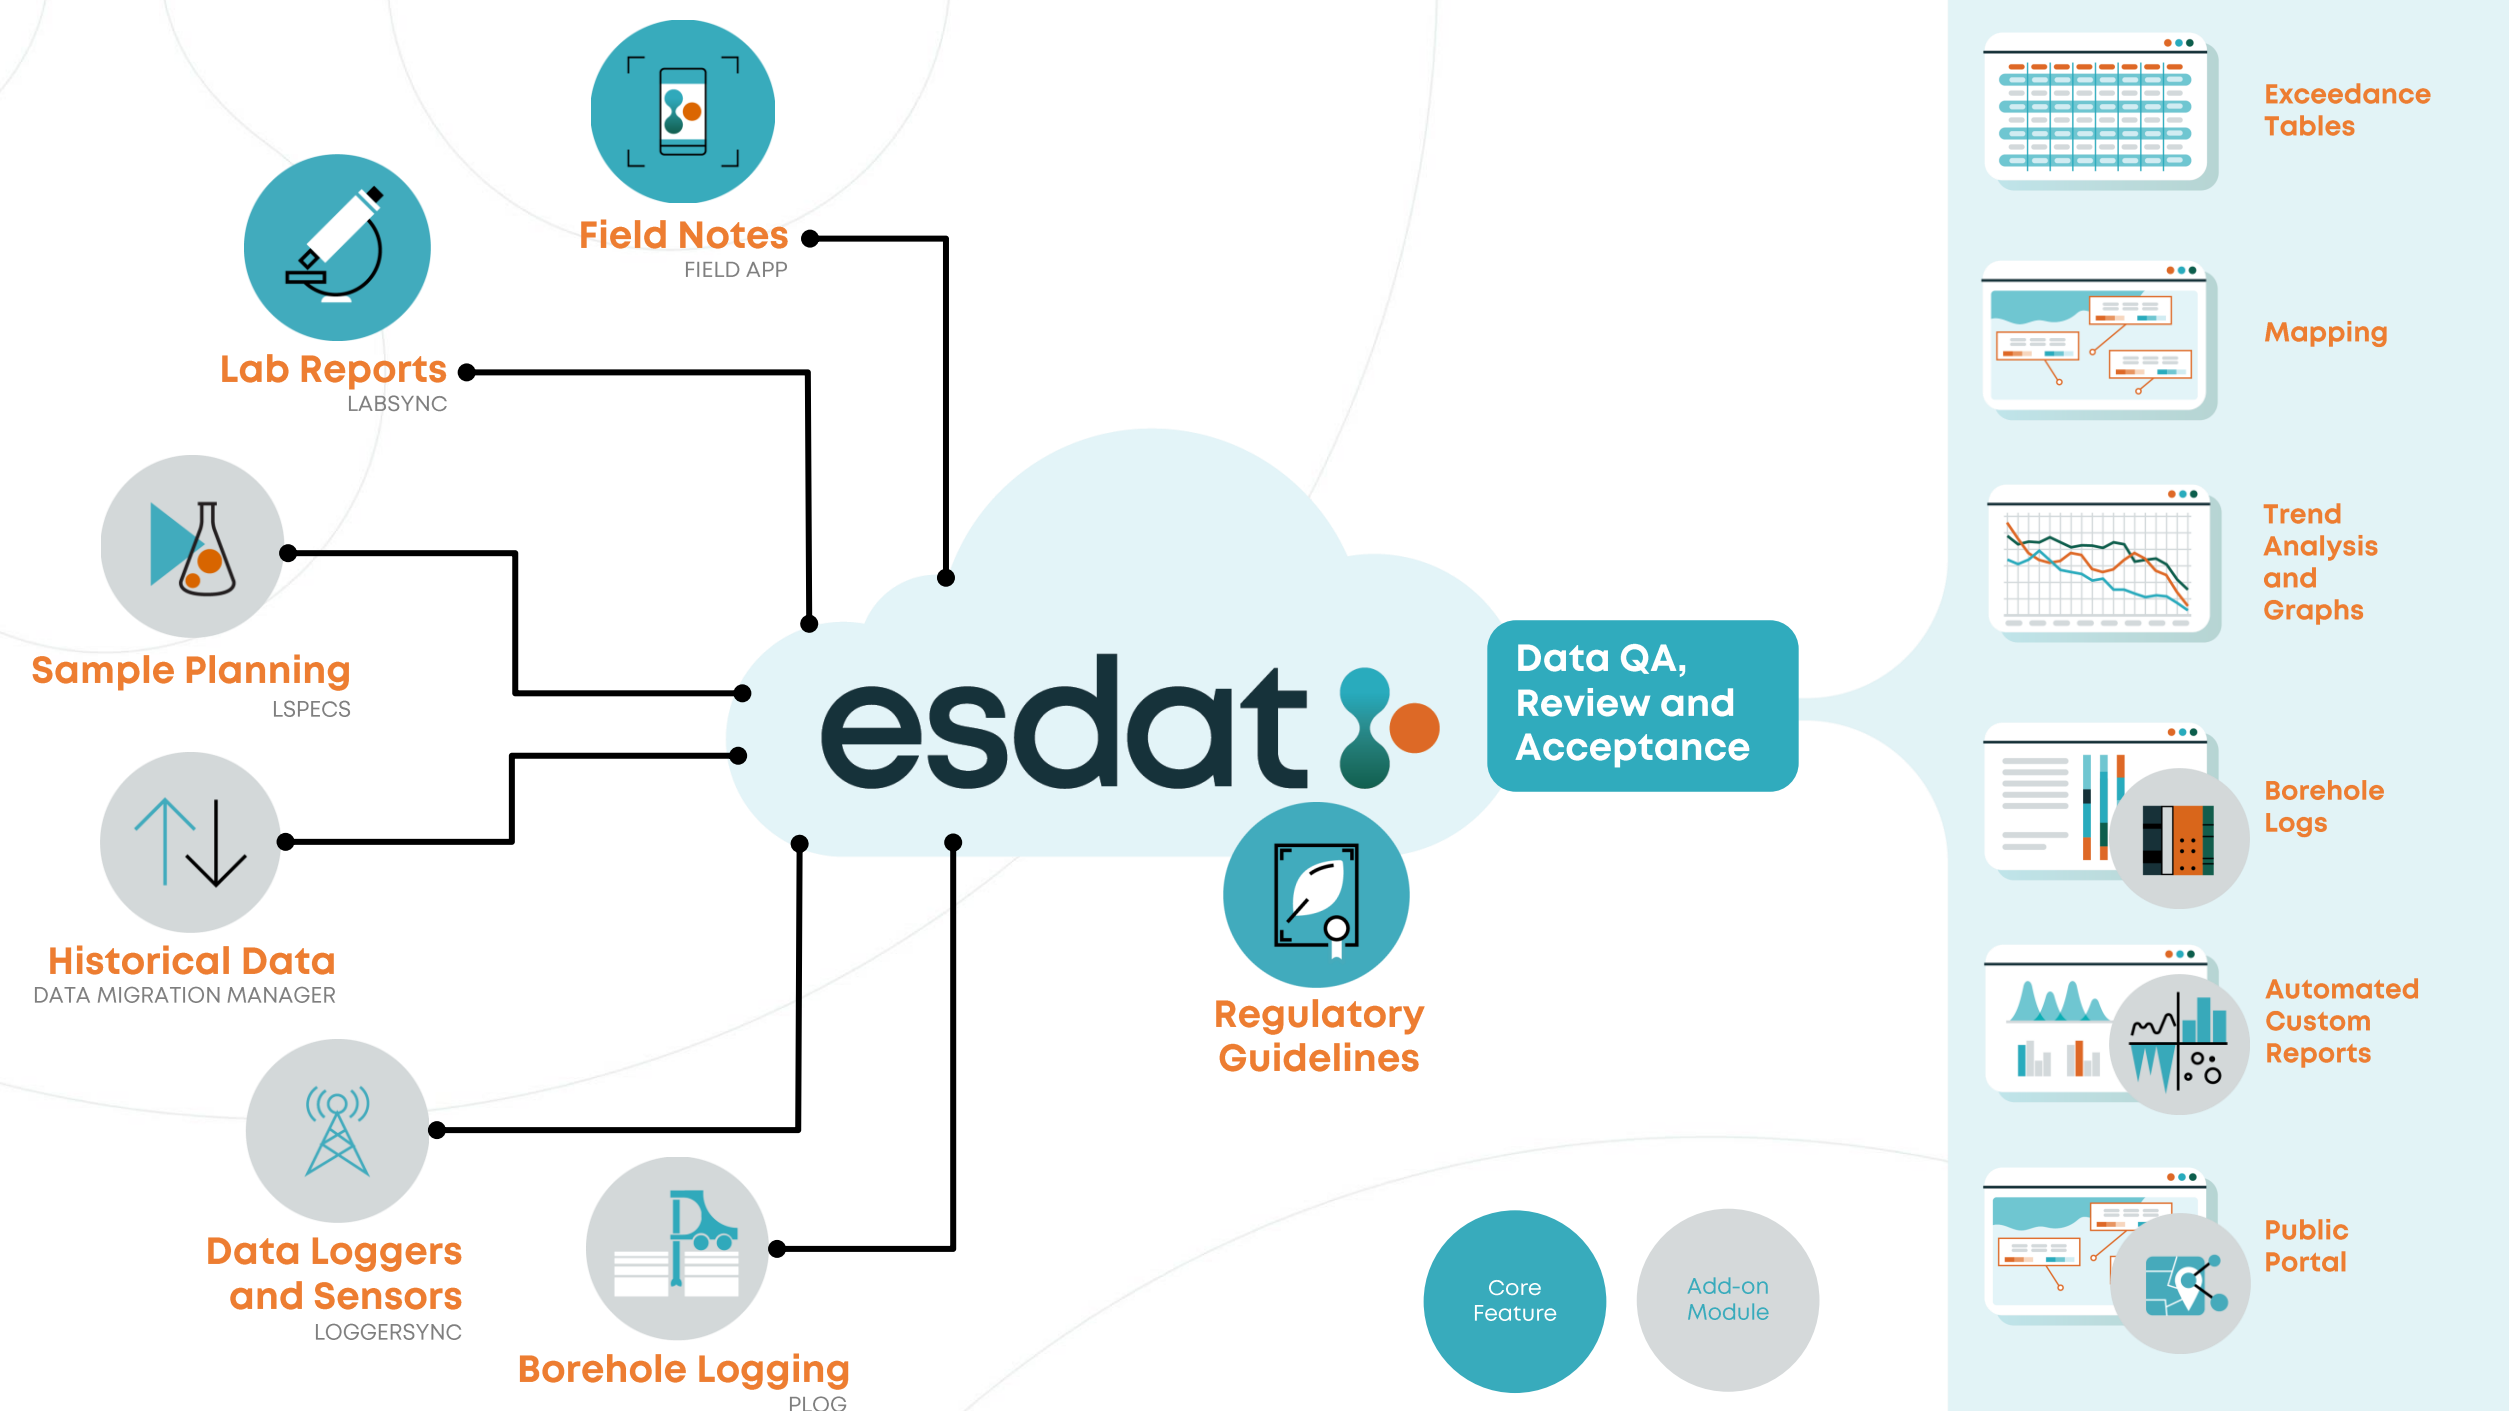 Field Notes
FIELD APP
Lab Reports
LABSYNC
Sample Planning
LSPECS
Historical Data
DATA MIGRATION MANAGER
Data Loggers
and Sensors
LOGGERSYNC
Borehole Logging
PLOG
esdat
Data QA,
Review and
Acceptance
Regulatory
Guidelines
Core
Feature
Add-on
Module
Exceedance
Tables
Mapping
Trend
Analysis
and
Graphs
Borehole
Logs
Automated
Custom
Reports
Public
Portal